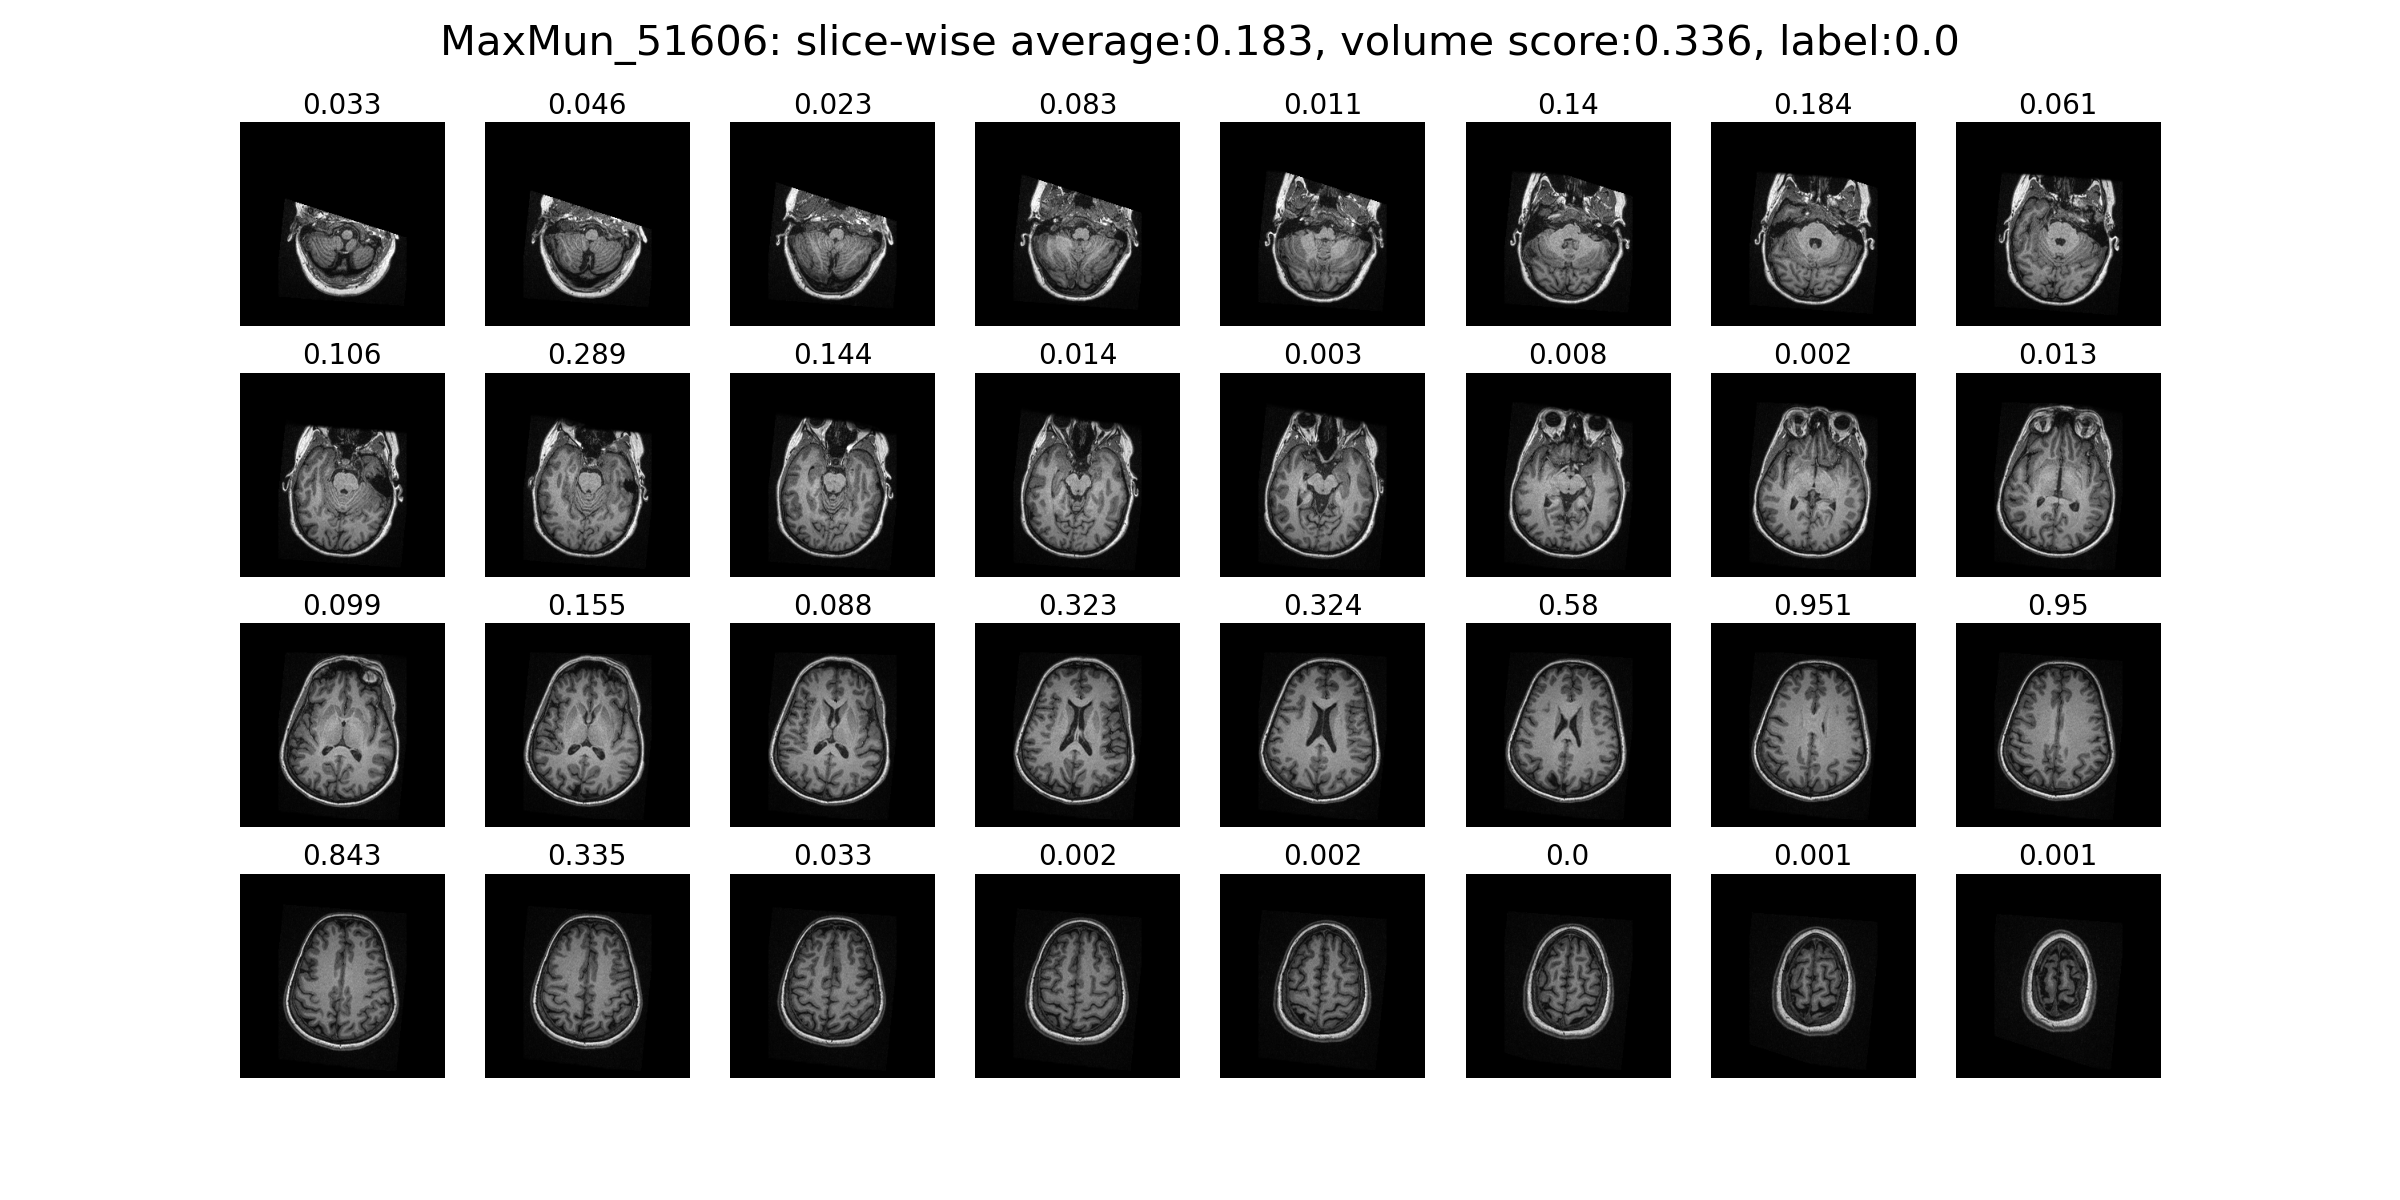 MaxMun_51606: slice-wise average:0.183, volume score:0.336, label:0.0
0.033 0.046 0.023 0.083 0.011 0.14 0.184 0.061
0.106 0.289 0.144 0.014 0.003 0.008 0.002 0.013
0.099 0.155 0.088 0.323 0.324 0.58 0.951 0.95
0.843 0.335 0.033 0.002 0.002 0.0 0.001 0.001